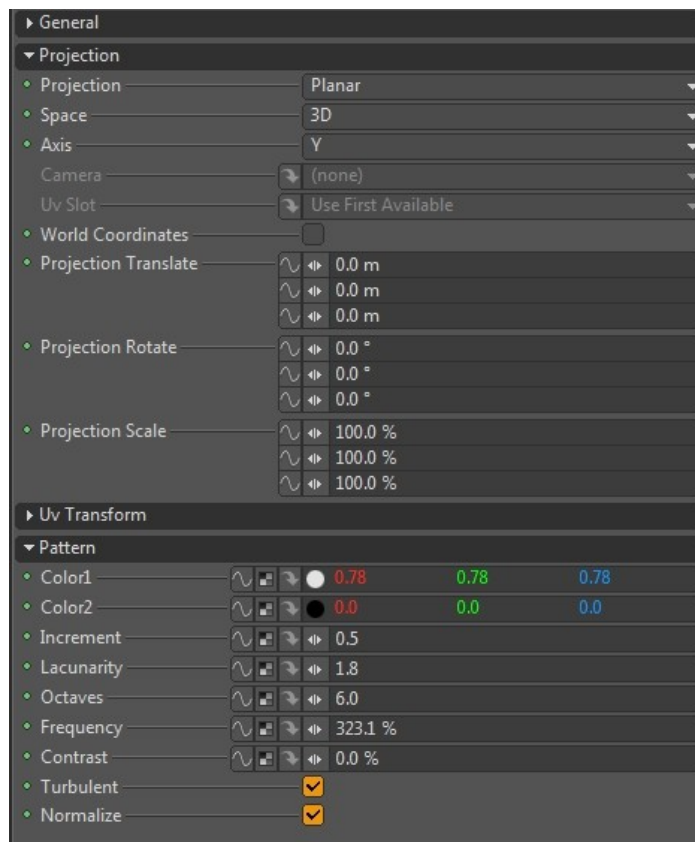 General
Projection
Projection Planar
Space 3D
Axis Y
Camera (none)
Uv Slot Use First Available
World Coordinates
Projection Translate 0.0 m
0.0 m
0.0 m
Projection Rotate 0.0 °
0.0 °
0.0 °
Projection Scale 100.0 %
100.0 %
100.0 %
Uv Transform
Pattern
Color1 0.78 0.78 0.78
Color2 0.0 0.0 0.0
Increment 0.5
Lacunarity 1.8
Octaves 6.0
Frequency 323.1 %
Contrast 0.0 %
Turbulent
Normalize